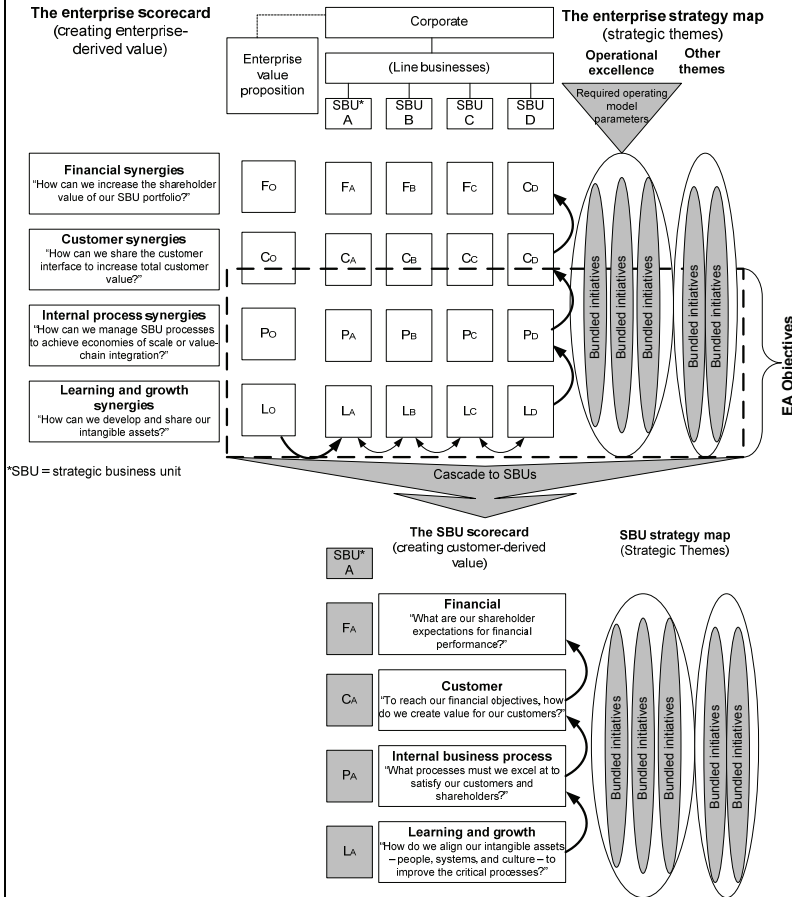 The enterprise scorecard
(creating enterprise-
derived value)
Corporate
Enterprise
value
proposition
(Line businesses)
SBU*
A
SBU
B
SBU
C
SBU
D
The enterprise strategy map
(strategic themes)
Operational
excellence
Other
themes
Required operating
model
parameters
Financial synergies
“How can we increase the shareholder
value of our SBU portfolio?”
FO
FA
FB
FC
CD
Customer synergies
“How can we share the customer
interface to increase total customer
value?”
CO
CA
CB
CC
CD
Internal process synergies
“How can we manage SBU processes
to achieve economies of scale or value-
chain integration?”
PO
PA
PB
PC
PD
Learning and growth
synergies
“How can we develop and share our
intangible assets?”
LO
LA
LB
LC
LD
Bundled initiatives
Bundled initiatives
Bundled initiatives
Bundled initiatives
Bundled initiatives
EA Objectives
*SBU = strategic business unit
Cascade to SBUs
The SBU scorecard
(creating customer-derived
value)
SBU strategy map
(Strategic Themes)
SBU*
A
FA
Financial
“What are our shareholder
expectations for financial
performance?”
CA
Customer
“To reach our financial objectives, how
do we create value for our customers?”
PA
Internal business process
“What processes must we excel at to
satisfy our customers and
shareholders?”
LA
Learning and growth
“How do we align our intangible assets
– people, systems, and culture – to
improve the critical processes?”
Bundled initiatives
Bundled initiatives
Bundled initiatives
Bundled initiatives
Bundled initiatives